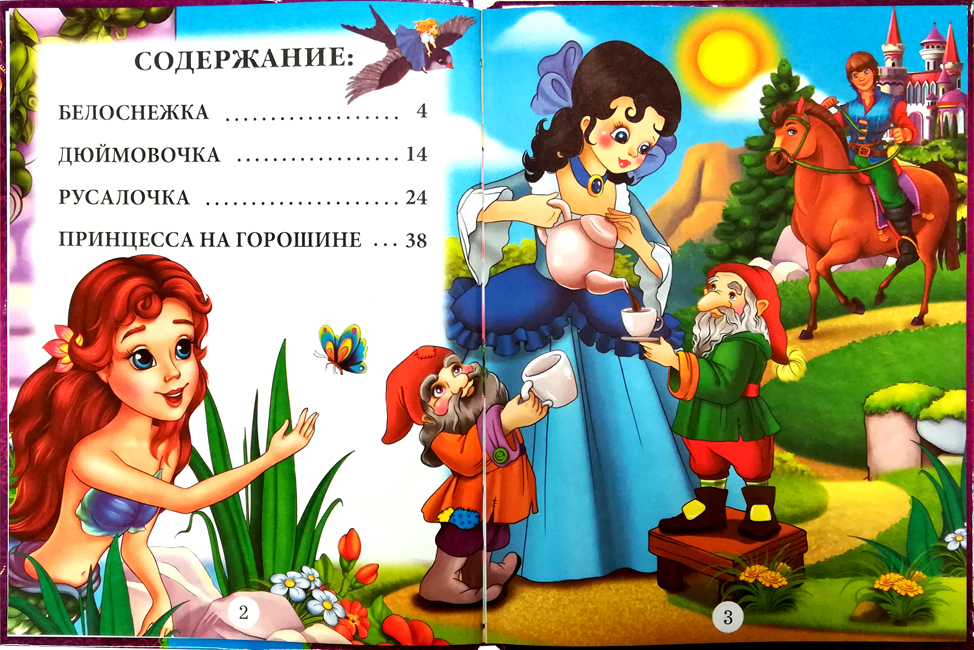 СОДЕРЖАНИЕ:
БЕЛОСНЕЖКА .................. 4
ДЮЙМОВОЧКА ................. 14
РУСАЛОЧКА .................... 24
ПРИНЦЕССА НА ГОРОШИНЕ ... 38
2
3